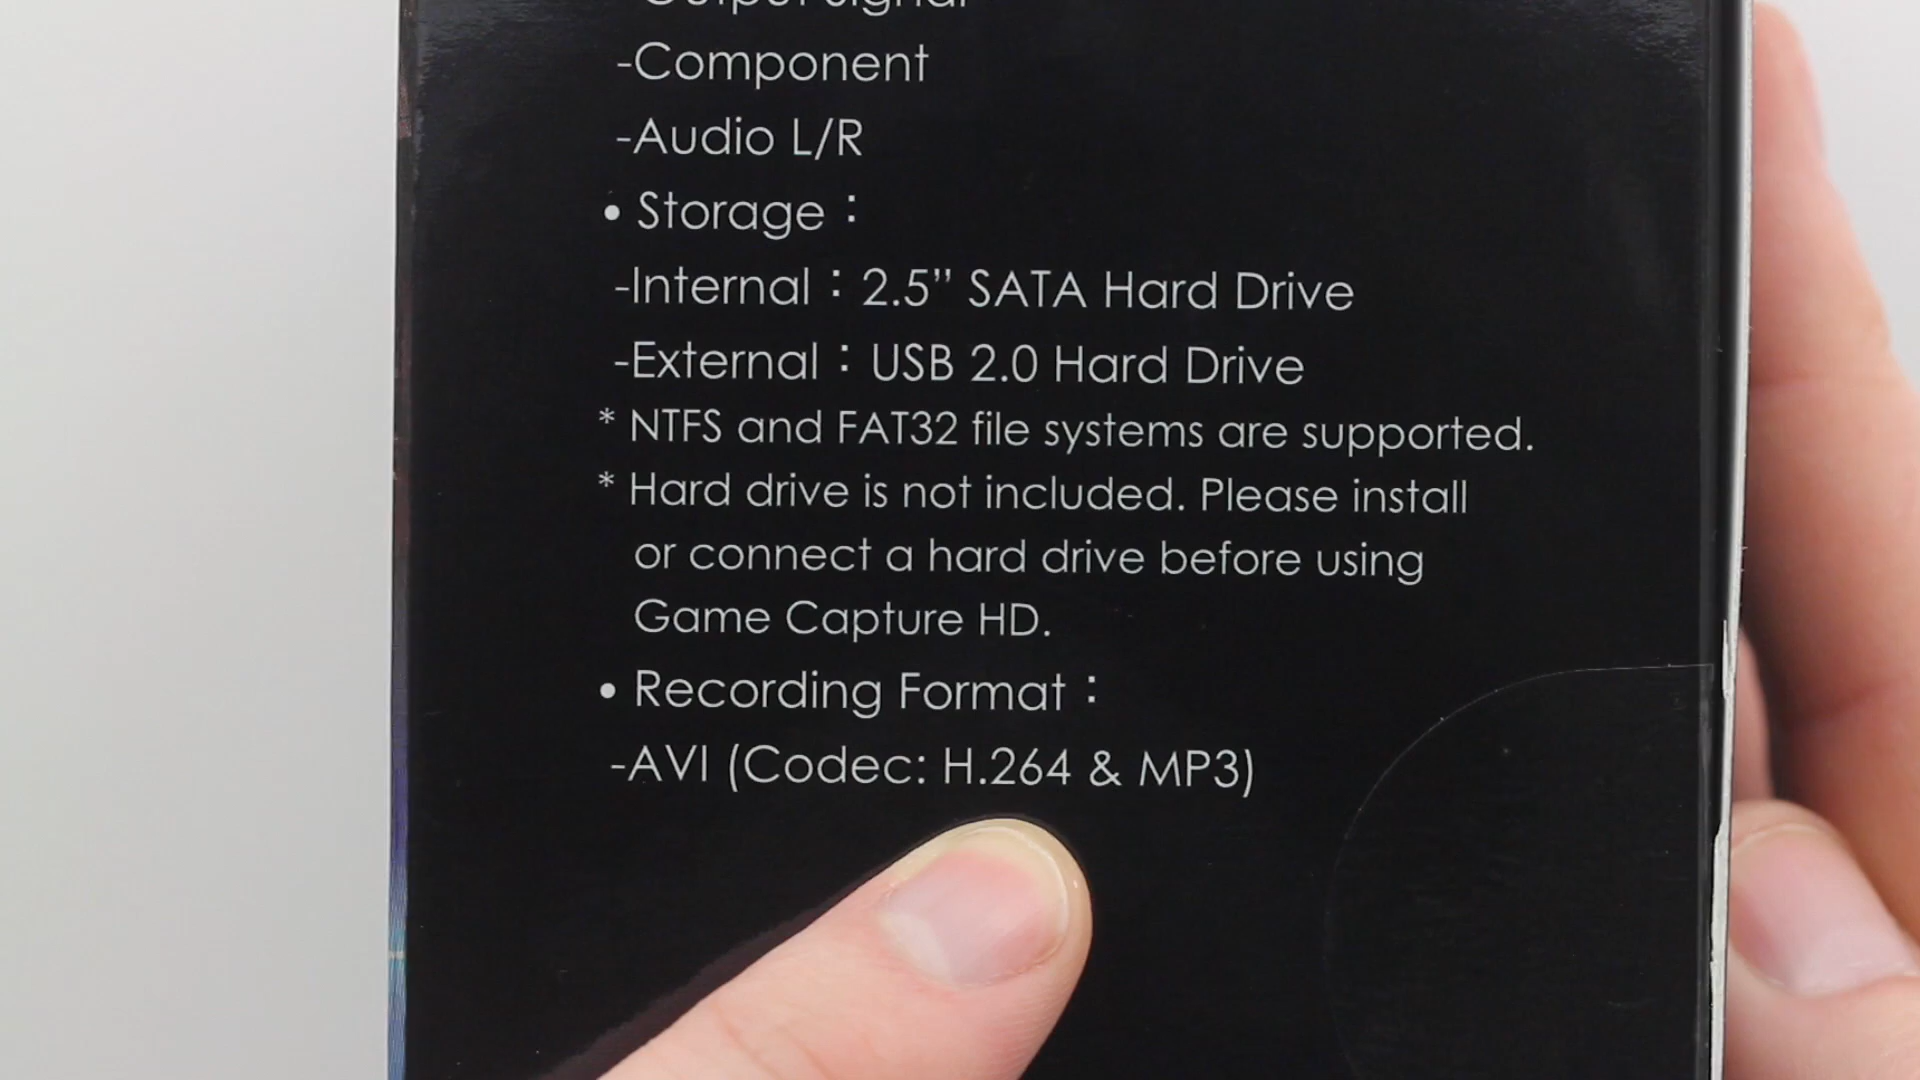 Output signal
-Component
-Audio L/R
• Storage：
-Internal：2.5” SATA Hard Drive
-External：USB 2.0 Hard Drive
* NTFS and FAT32 file systems are supported.
* Hard drive is not included. Please install
or connect a hard drive before using
Game Capture HD.
• Recording Format：
-AVI (Codec: H.264 & MP3)